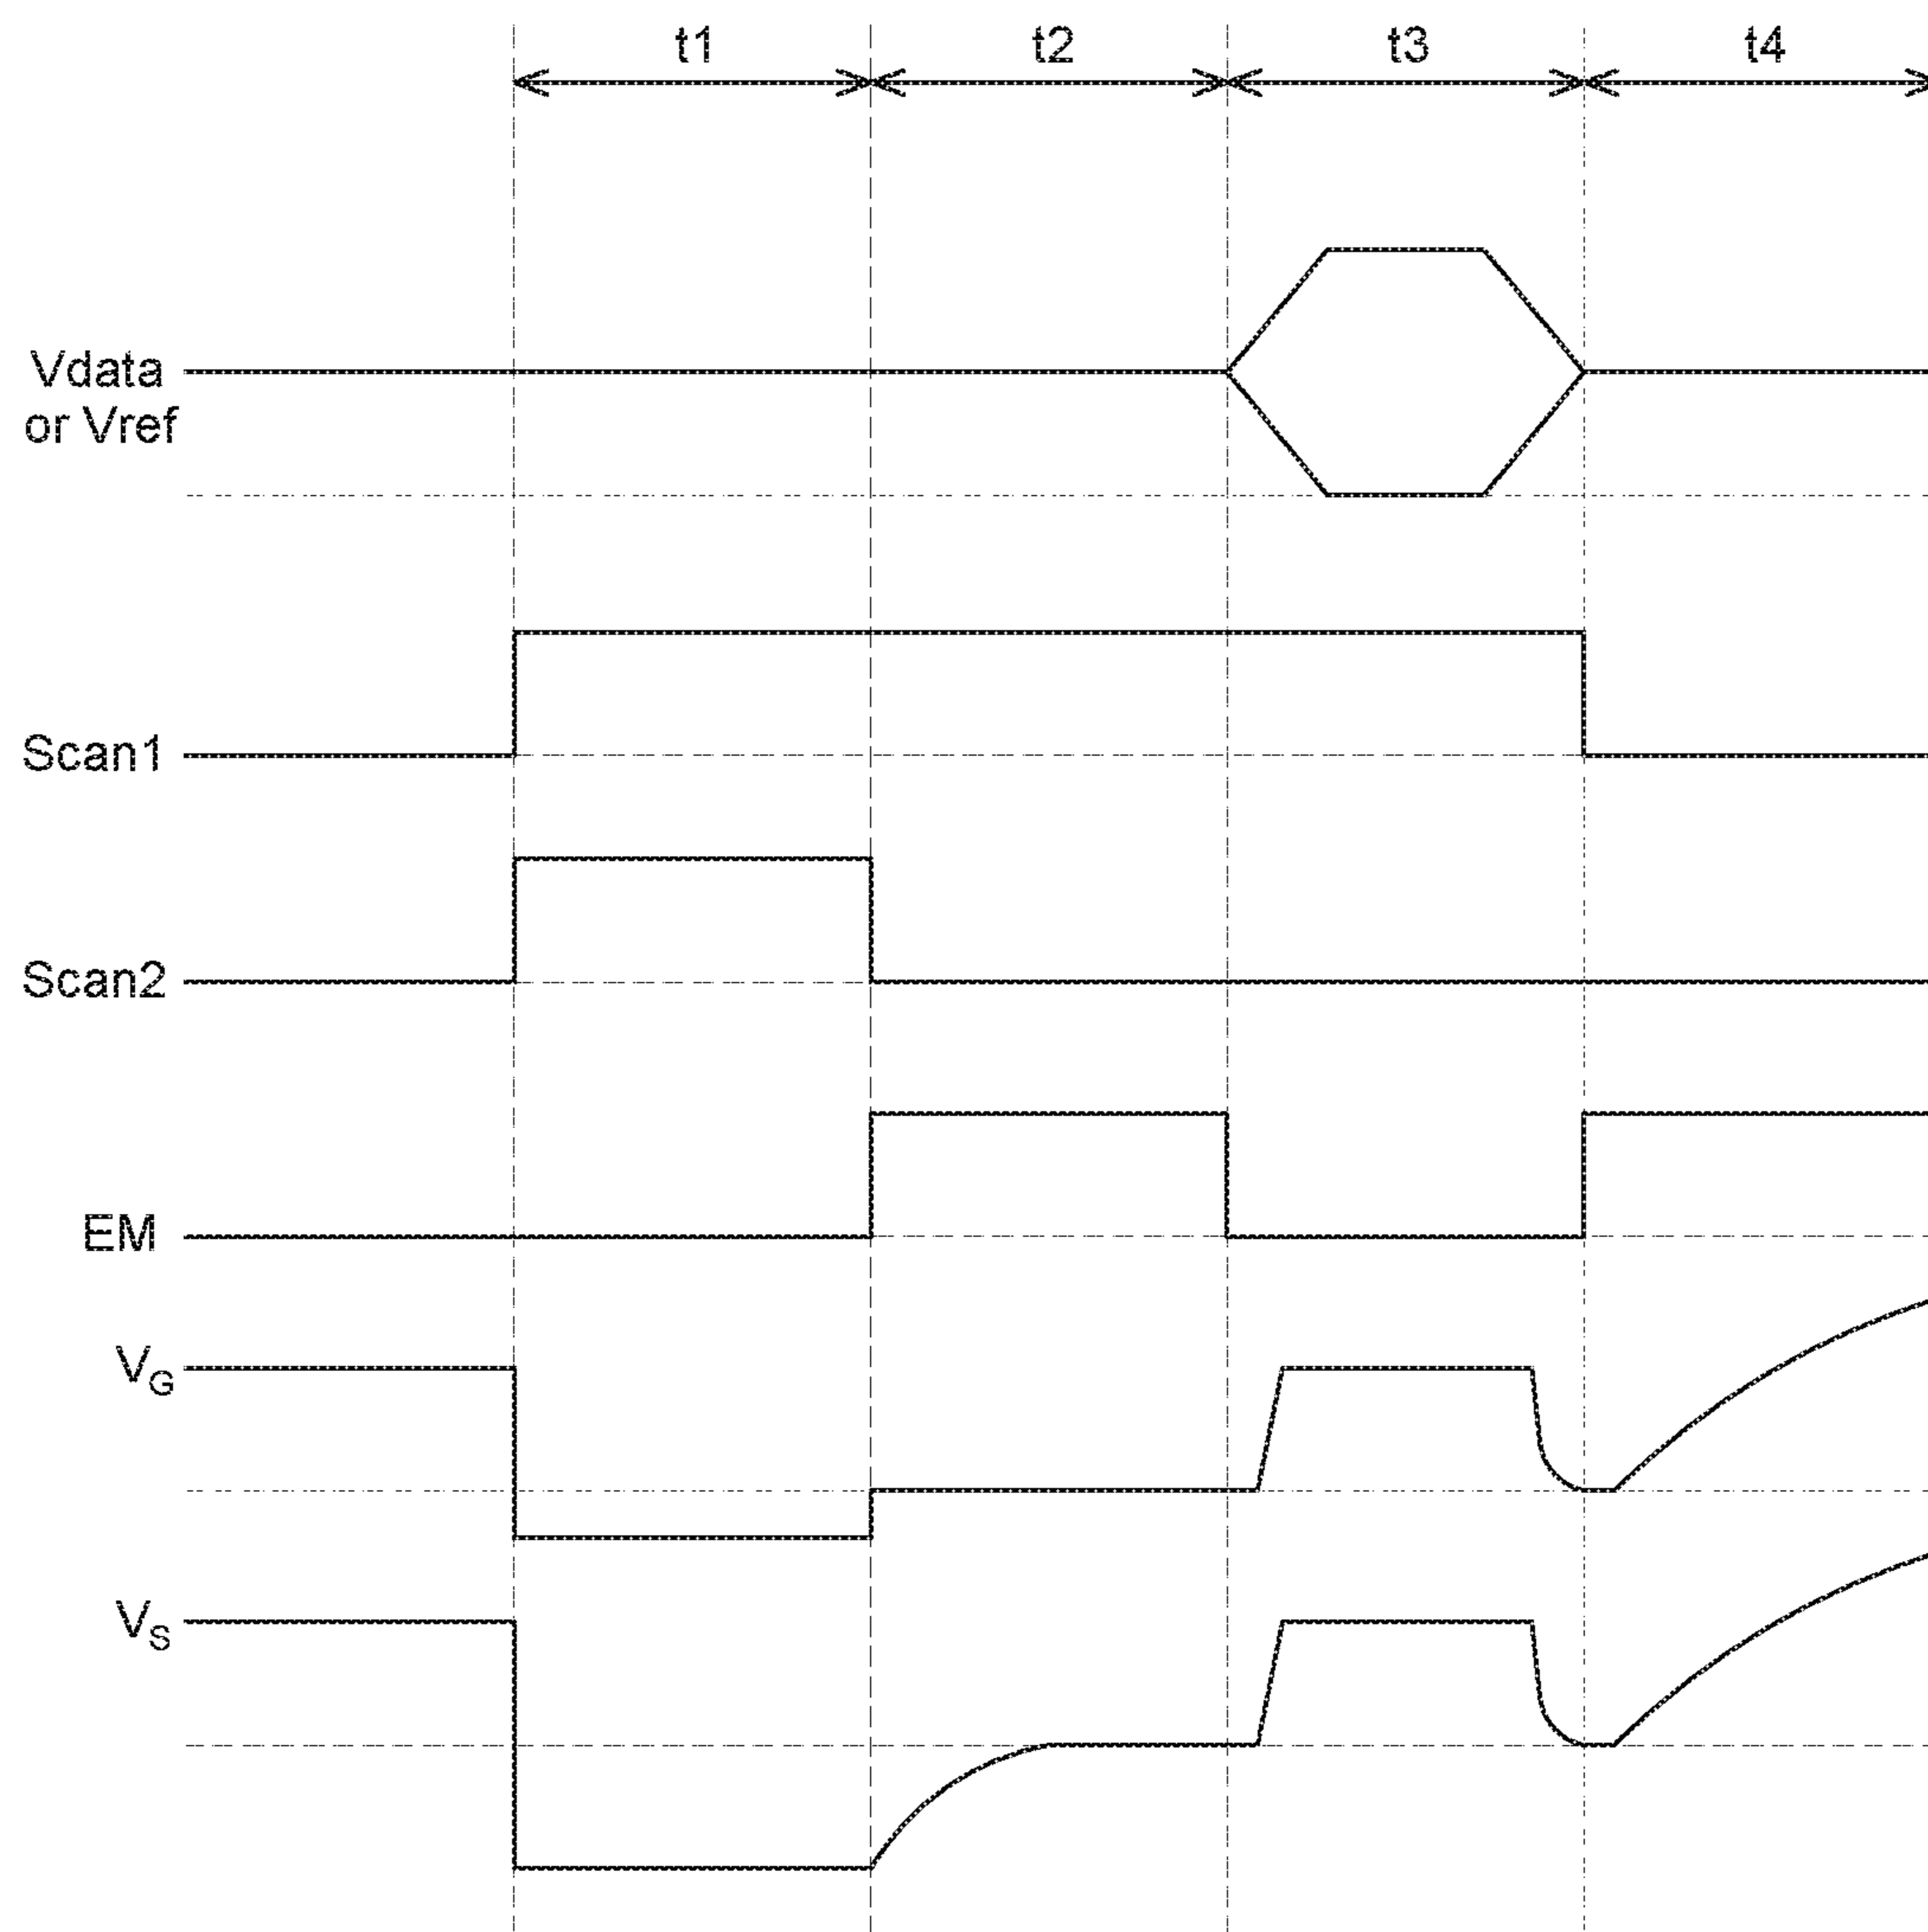 t1 t2 t3 t4
Vdata
or Vref
Scan1
Scan2
EM
VG
VS